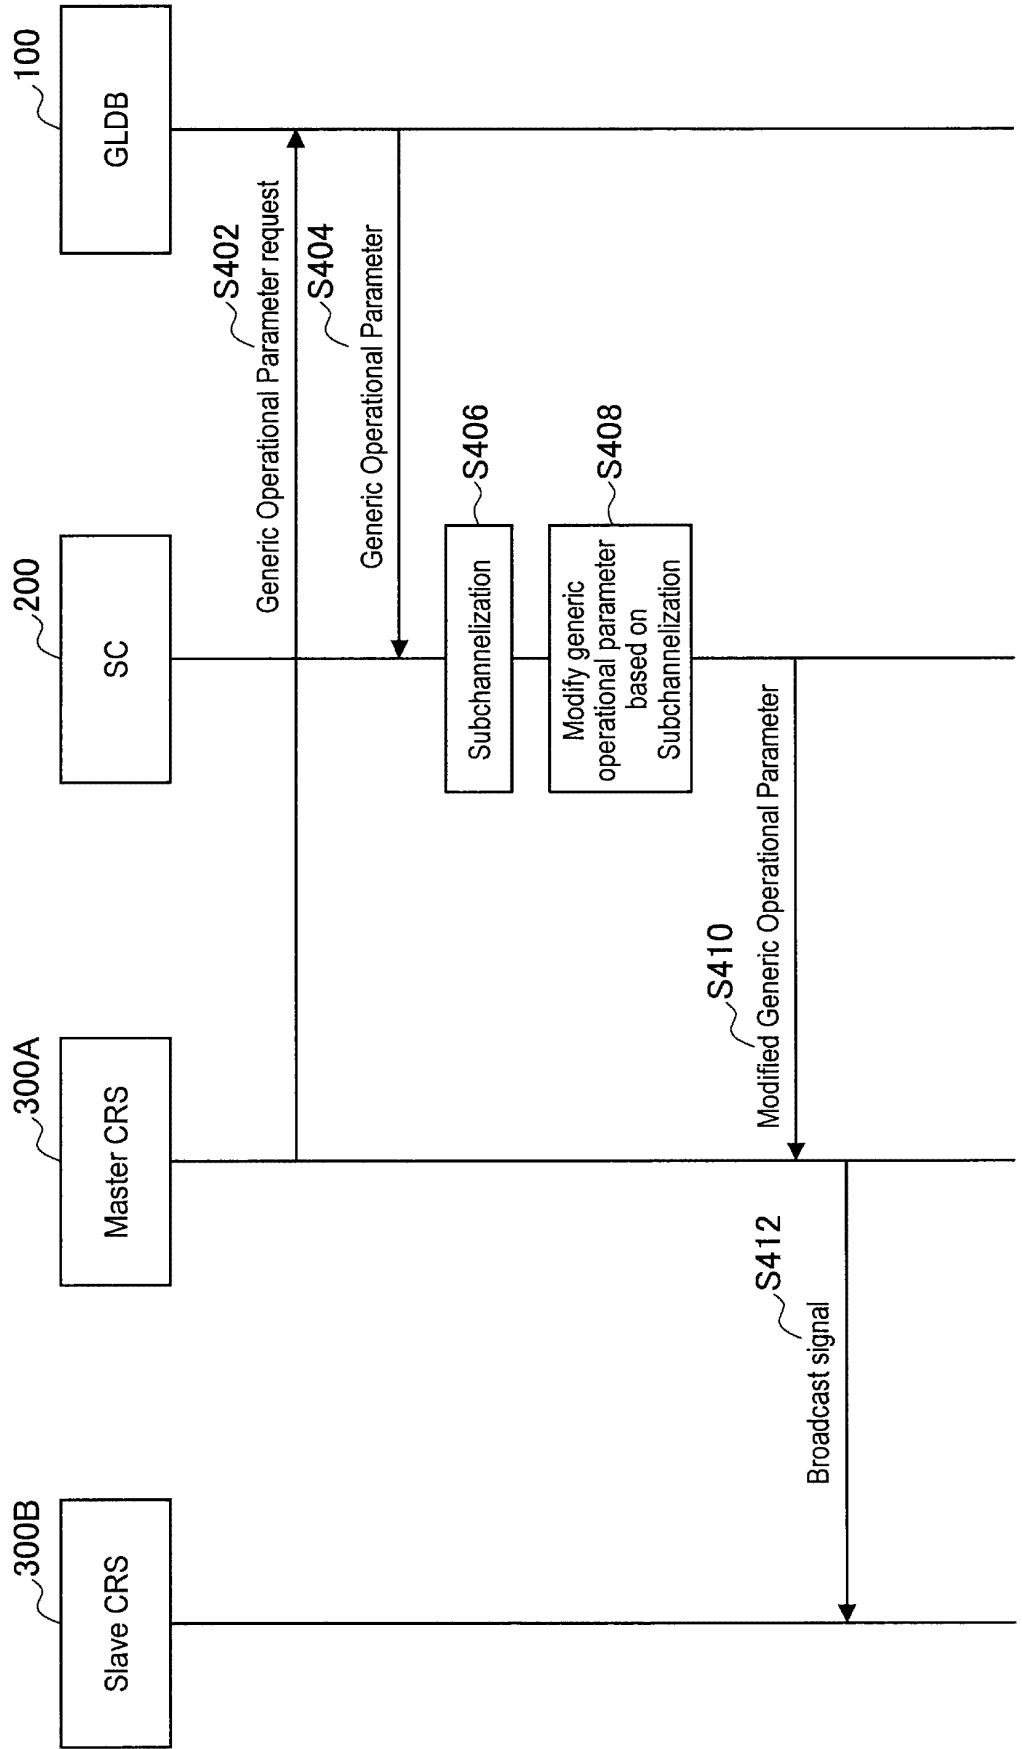 300B
300A
200
100
Slave CRS
Master CRS
SC
GLDB
S402
Generic Operational Parameter request
S404
Generic Operational Parameter
Subchannelization
S406
Modify generic
operational parameter
based on
Subchannelization
S408
S410
Modified Generic Operational Parameter
S412
Broadcast signal